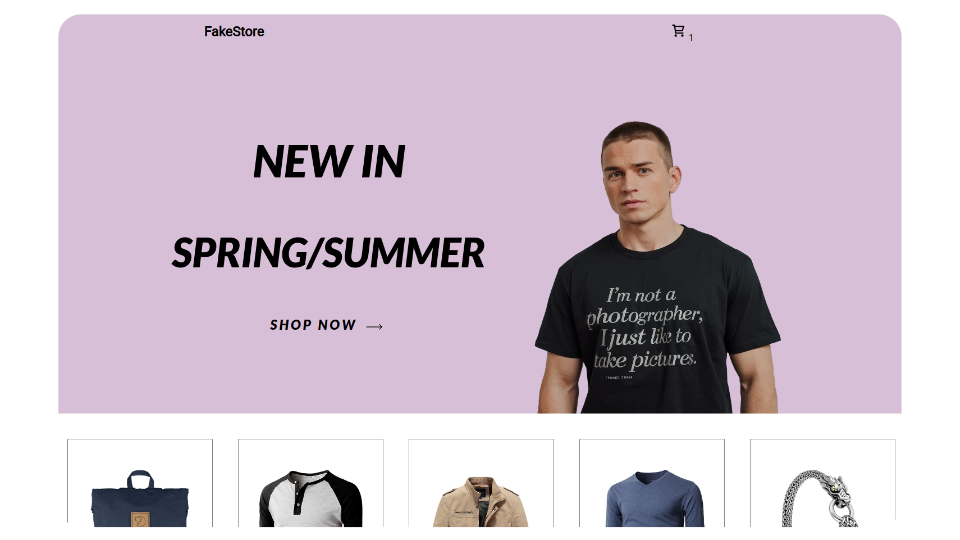 FakeStore
1
NEW IN
SPRING/SUMMER
SHOP NOW
I'm not a
photographer,
I just like to
take pictures.